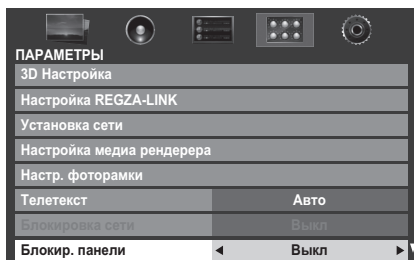 ПАРАМЕТРЫ
3D Настройка
Настройка REGZA-LINK
Установка сети
Настройка медиа рендерера
Настр. фоторамки
Телетекст Авто
Блокировка сети Выкл
Блокир. панели Выкл